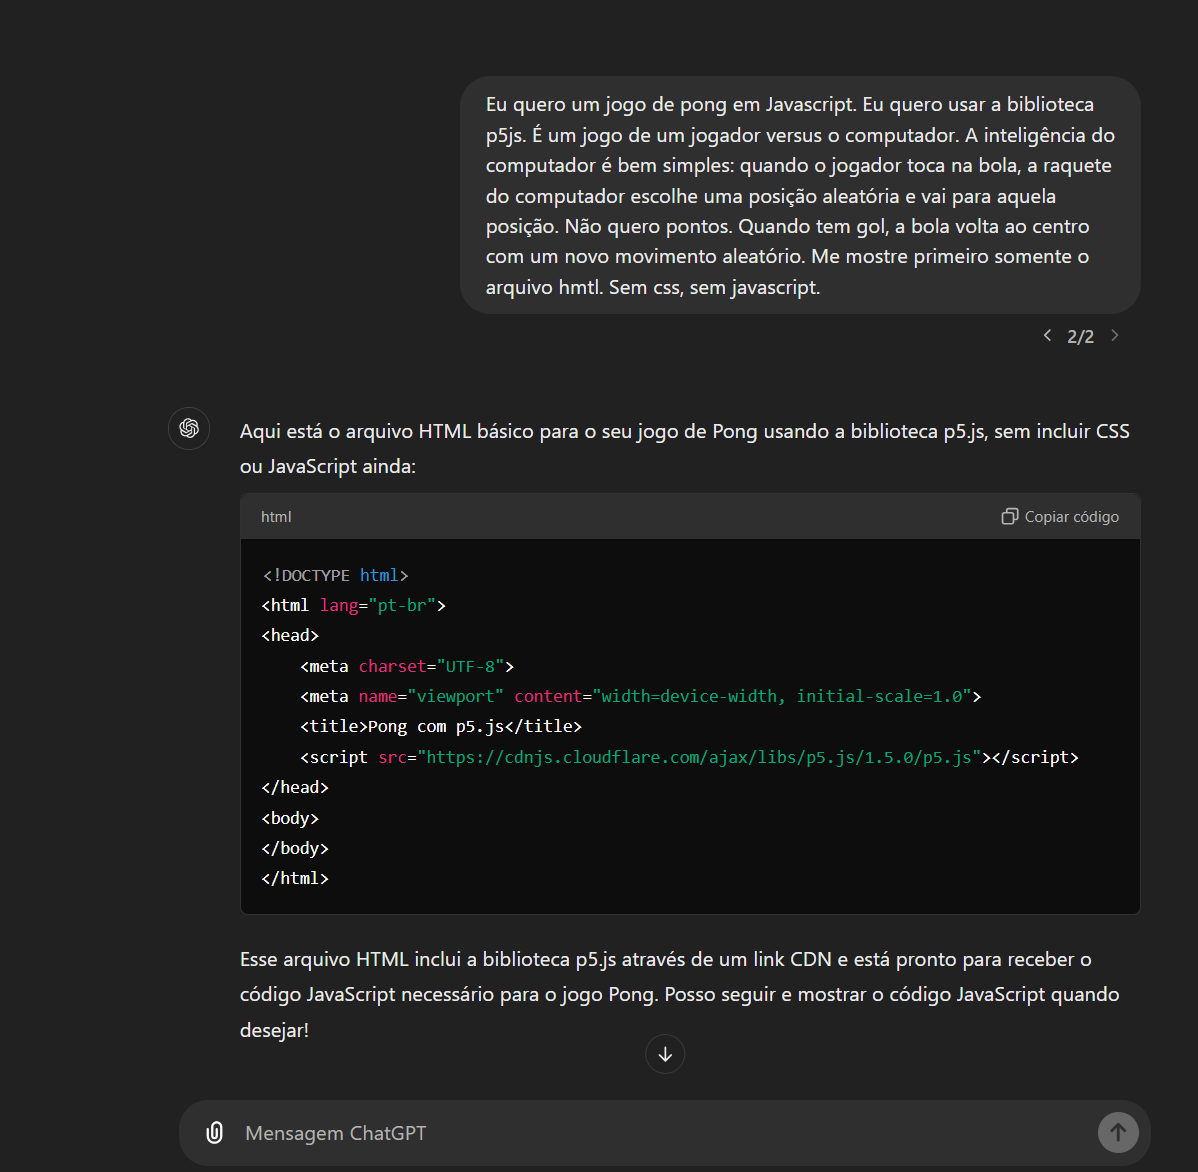 Eu quero um jogo de pong em Javascript. Eu quero usar a biblioteca
p5js. É um jogo de um jogador versus o computador. A inteligência do
computador é bem simples: quando o jogador toca na bola, a raquete
do computador escolhe uma posição aleatória e vai para aquela
posição. Não quero pontos. Quando tem gol, a bola volta ao centro
com um novo movimento aleatório. Me mostre primeiro somente o
arquivo hmtl. Sem css, sem javascript.
2/2
Aqui está o arquivo HTML básico para o seu jogo de Pong usando a biblioteca p5.js, sem incluir CSS
ou JavaScript ainda:
html Copiar código
<!DOCTYPE html>
<html lang="pt-br">
<head>
    <meta charset="UTF-8">
    <meta name="viewport" content="width=device-width, initial-scale=1.0">
    <title>Pong com p5.js</title>
    <script src="https://cdnjs.cloudflare.com/ajax/libs/p5.js/1.5.0/p5.js"></script>
</head>
<body>
</body>
</html>
Esse arquivo HTML inclui a biblioteca p5.js através de um link CDN e está pronto para receber o
código JavaScript necessário para o jogo Pong. Posso seguir e mostrar o código JavaScript quando
desejar!
Mensagem ChatGPT